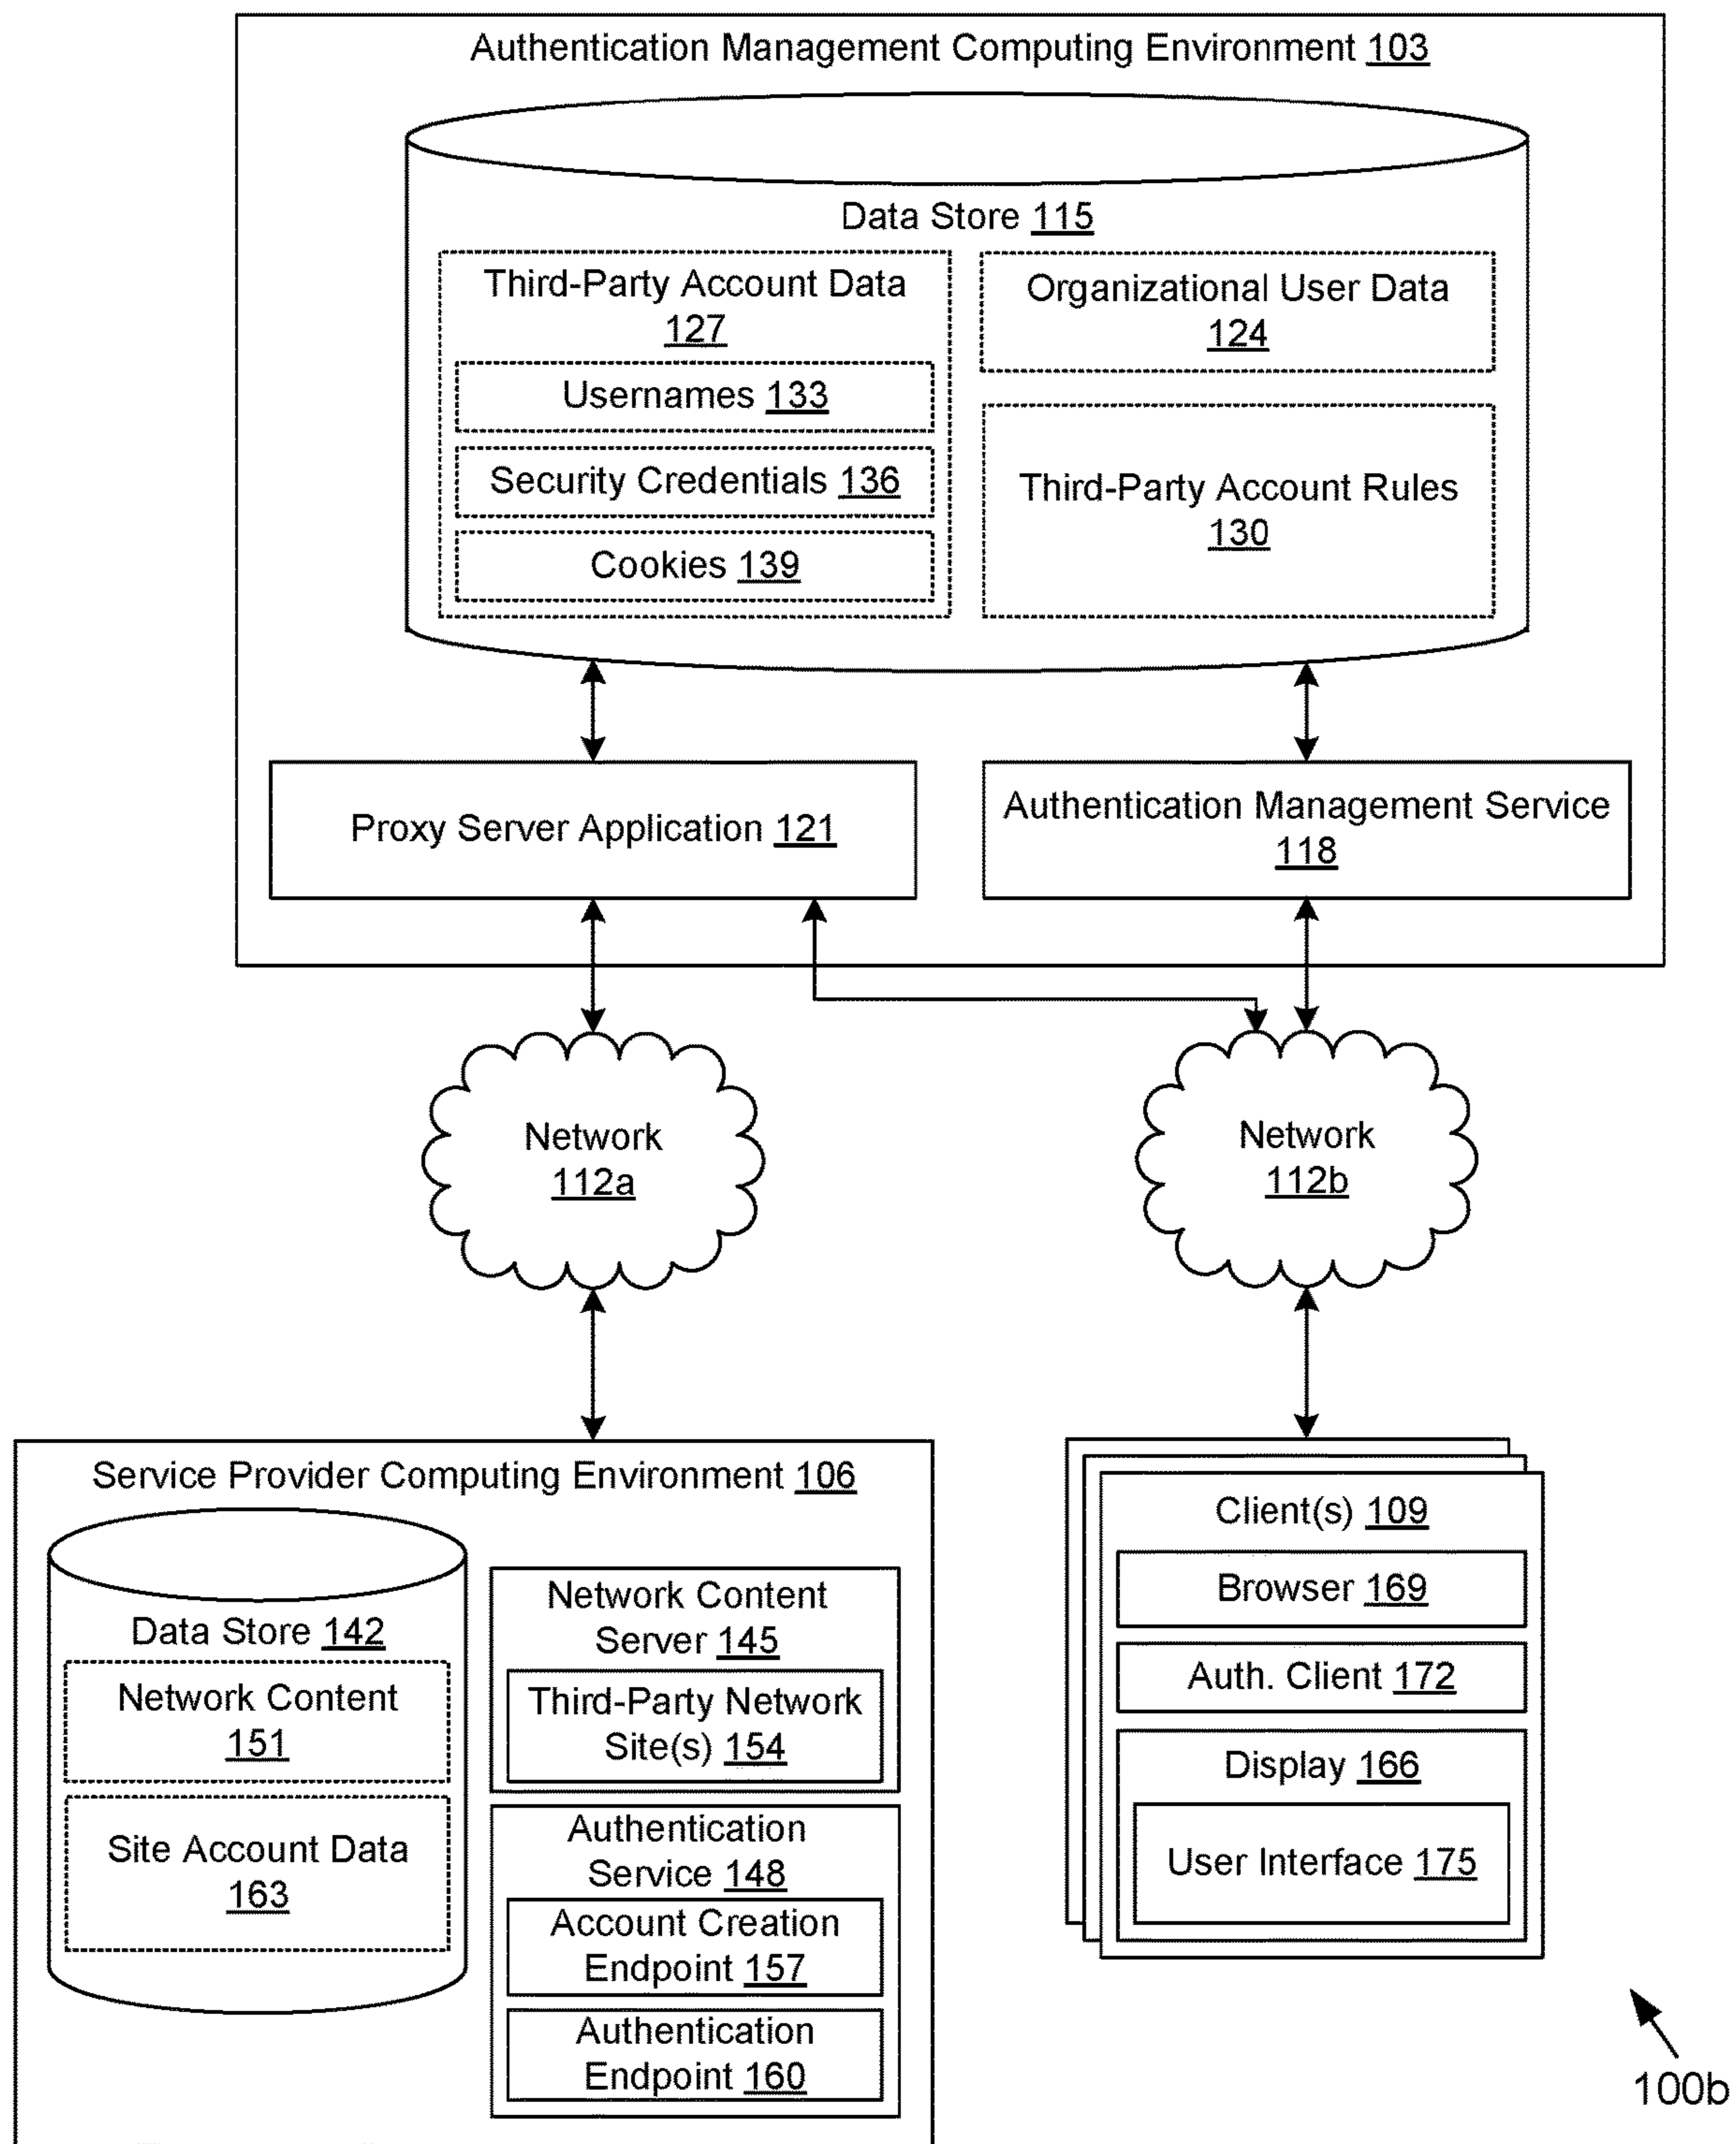 Authentication Management Computing Environment 103
Data Store 115
Third-Party Account Data
127
Usernames 133
Security Credentials 136
Cookies 139
Organizational User Data
124
Third-Party Account Rules
130
Proxy Server Application 121
Authentication Management Service
118
Network
112a
Network
112b
Service Provider Computing Environment 106
Data Store 142
Network Content
151
Site Account Data
163
Network Content
Server 145
Third-Party Network
Site(s) 154
Authentication
Service 148
Account Creation
Endpoint 157
Authentication
Endpoint 160
Client(s) 109
Browser 169
Auth. Client 172
Display 166
User Interface 175
100b